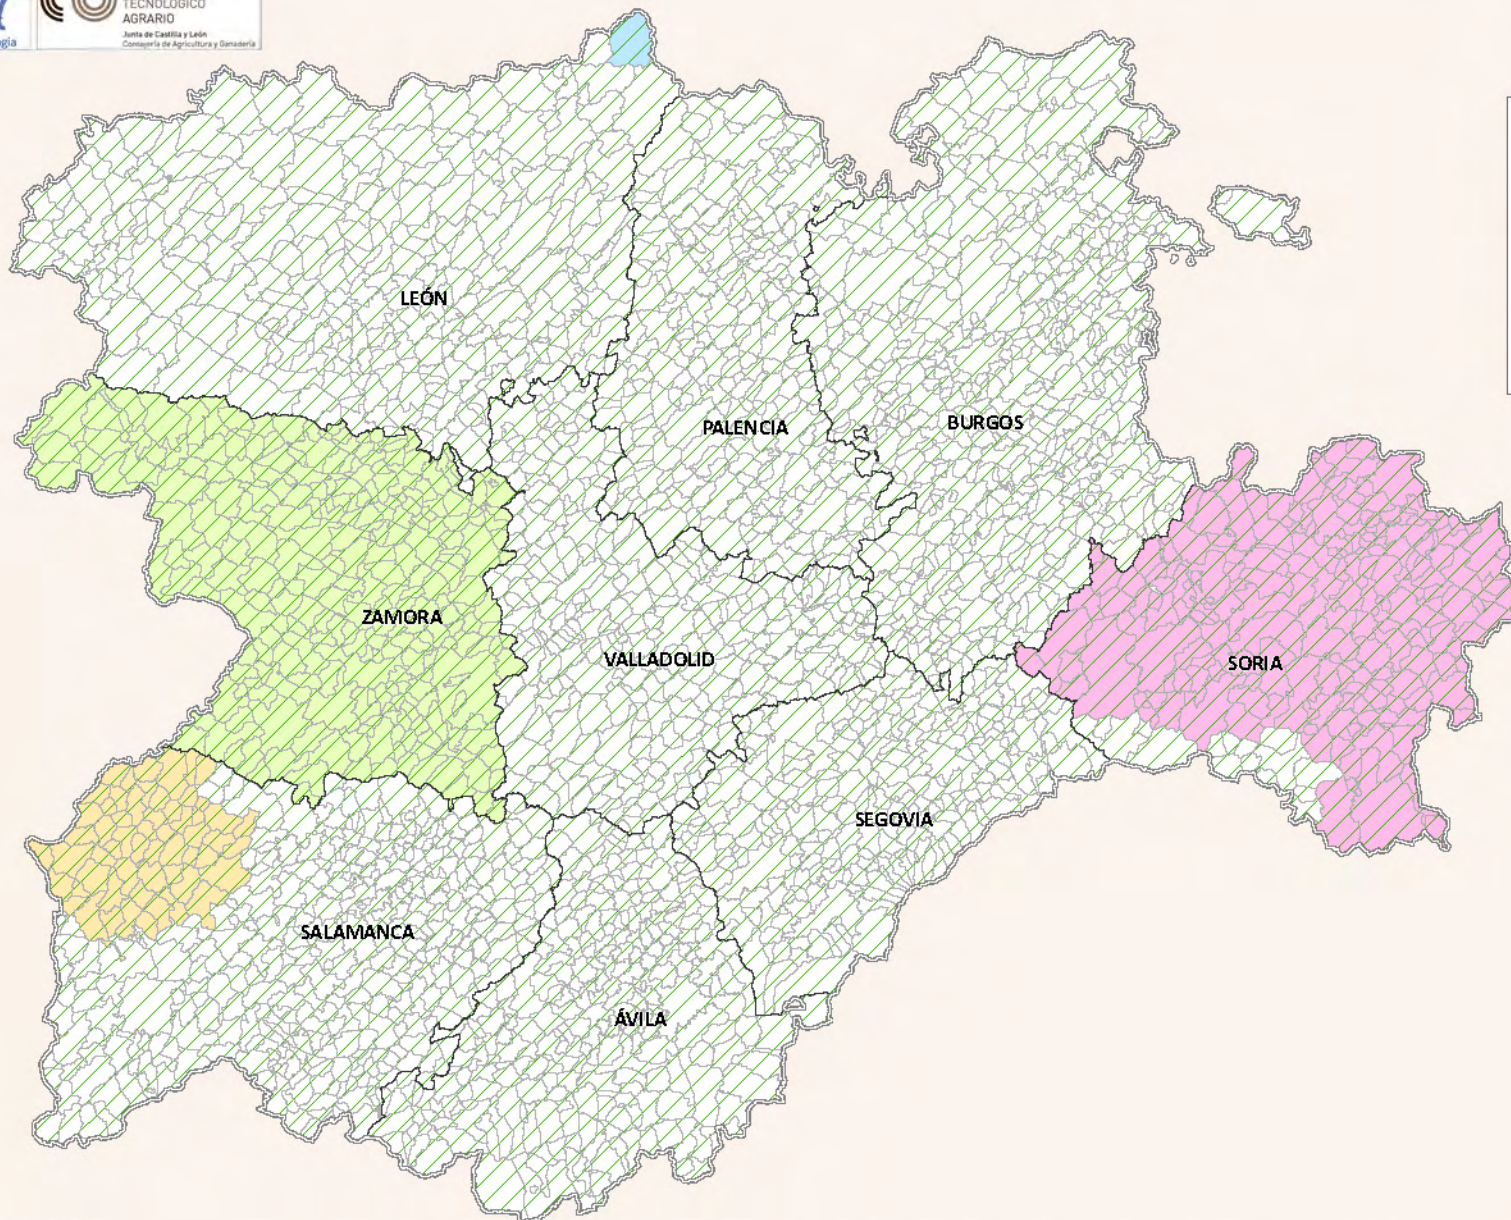 TECNOLÓGICO
AGRARIO
Junta de Castilla y León
Consejería de Agricultura y Ganadería
LEÓN
PALENCIA
BURGOS
ZAMORA
VALLADOLID
SORIA
SEGOVIA
SALAMANCA
ÁVILA